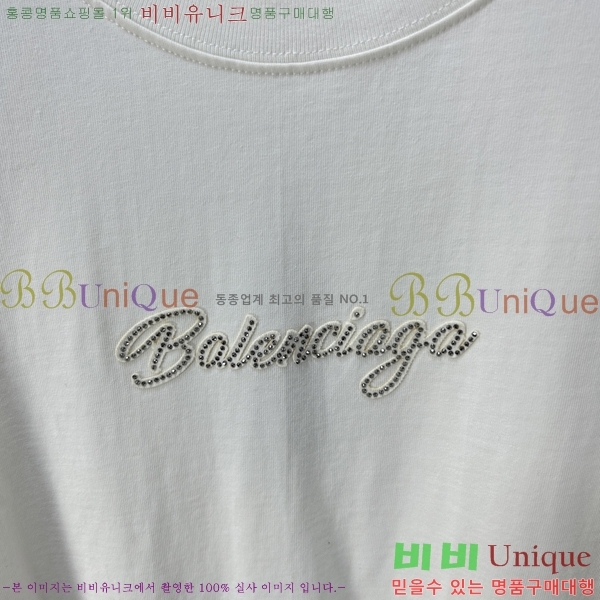 홍콩명품쇼핑몰 1위 비비유니크명품구매대행
BBUniQue 동종업계 최고의 품질 NO.1 BBUniQue
Balenciaga
비비 Unique
-본 이미지는 비비유니크에서 촬영한 100% 실사 이미지 입니다.-
믿을수 있는 명품구매대행